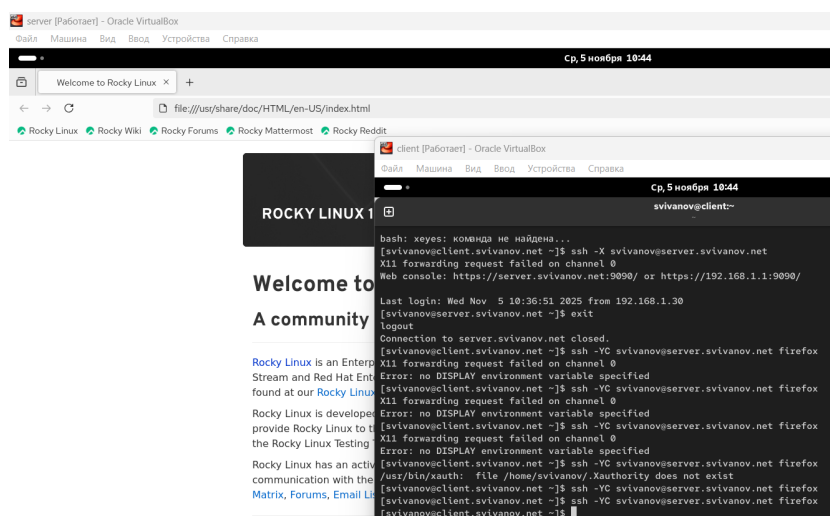 server [Работает] - Oracle VirtualBox
Файл Машина Вид Ввод Устройства Справка
Ср, 5 ноября 10:44
Welcome to Rocky Linux × +
file:///usr/share/doc/HTML/en-US/index.html
Rocky Linux Rocky Wiki Rocky Forums Rocky Mattermost Rocky Reddit
ROCKY LINUX 1
Welcome to
A community
Rocky Linux is an Enterp
Stream and Red Hat Ent
found at our Rocky Linux
Rocky Linux is develope
provide Rocky Linux to t
the Rocky Linux Testing
Rocky Linux has an activ
communication with the
Matrix, Forums, Email Li
client [Работает] - Oracle VirtualBox
Файл Машина Вид Ввод Устройства Справка
Ср, 5 ноября 10:44
svivanov@client:~
bash: xeyes: команда не найдена...
[svivanov@client.svivanov.net ~]$ ssh -X svivanov@server.svivanov.net
X11 forwarding request failed on channel 0
Web console: https://server.svivanov.net:9090/ or https://192.168.1.1:9090/
Last login: Wed Nov  5 10:36:51 2025 from 192.168.1.30
[svivanov@server.svivanov.net ~]$ exit
logout
Connection to server.svivanov.net closed.
[svivanov@client.svivanov.net ~]$ ssh -YC svivanov@server.svivanov.net firefox
X11 forwarding request failed on channel 0
Error: no DISPLAY environment variable specified
[svivanov@client.svivanov.net ~]$ ssh -YC svivanov@server.svivanov.net firefox
X11 forwarding request failed on channel 0
Error: no DISPLAY environment variable specified
[svivanov@client.svivanov.net ~]$ ssh -YC svivanov@server.svivanov.net firefox
X11 forwarding request failed on channel 0
Error: no DISPLAY environment variable specified
[svivanov@client.svivanov.net ~]$ ssh -YC svivanov@server.svivanov.net firefox
/usr/bin/xauth:  file /home/svivanov/.Xauthority does not exist
[svivanov@client.svivanov.net ~]$ ssh -YC svivanov@server.svivanov.net firefox
[svivanov@client.svivanov.net ~]$ ssh -YC svivanov@server.svivanov.net firefox
[svivanov@client.svivanov.net ~]$